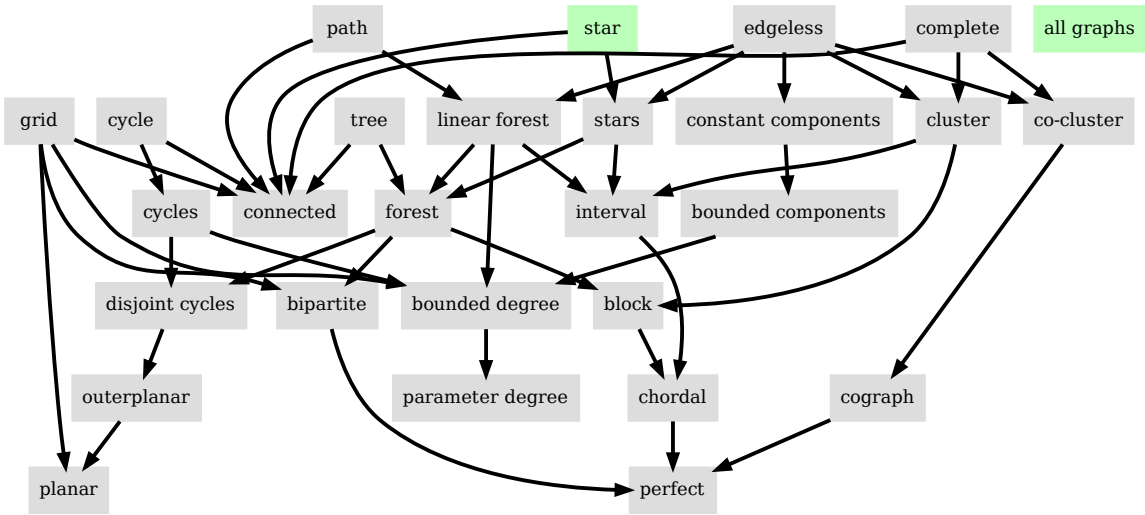 path
star
edgeless
complete
all graphs
grid
cycle
tree
linear forest
stars
constant components
cluster
co-cluster
cycles
connected
forest
interval
bounded components
disjoint cycles
bipartite
bounded degree
block
outerplanar
parameter degree
chordal
cograph
planar
perfect